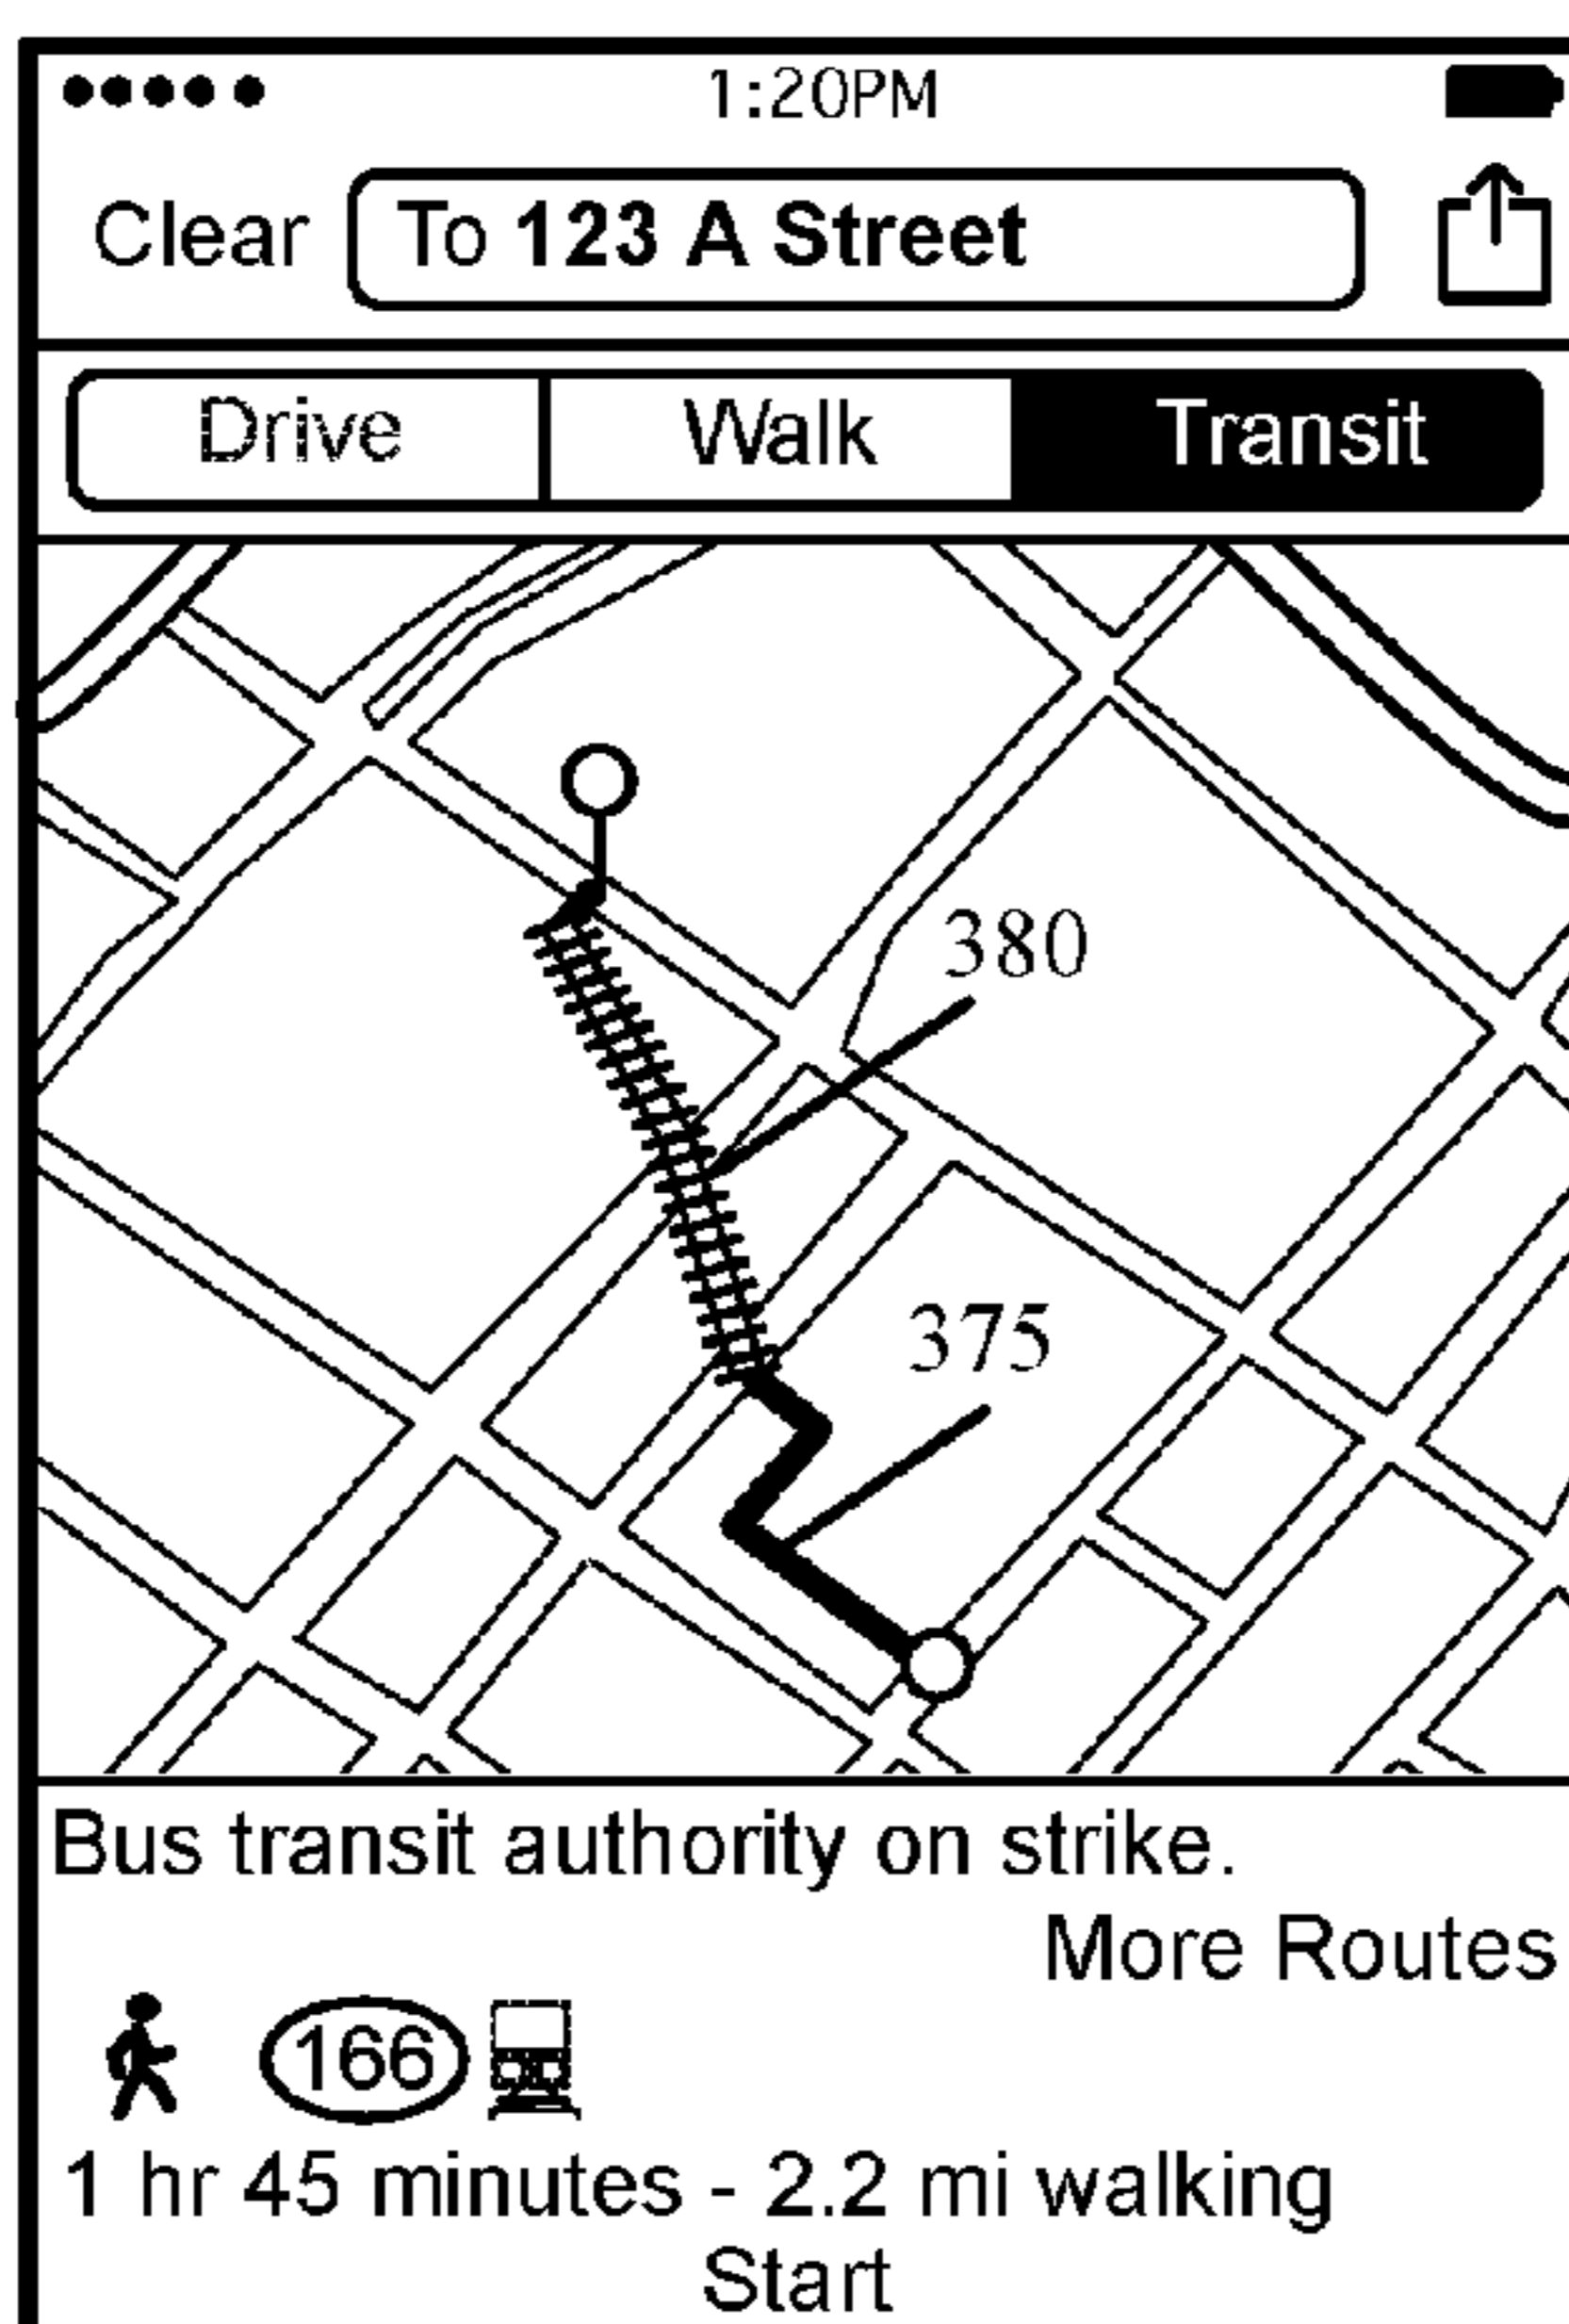 1:20PM
Clear To 123 A Street
Drive Walk Transit
380
375
Bus transit authority on strike.
More Routes
166
1 hr 45 minutes - 2.2 mi walking
Start